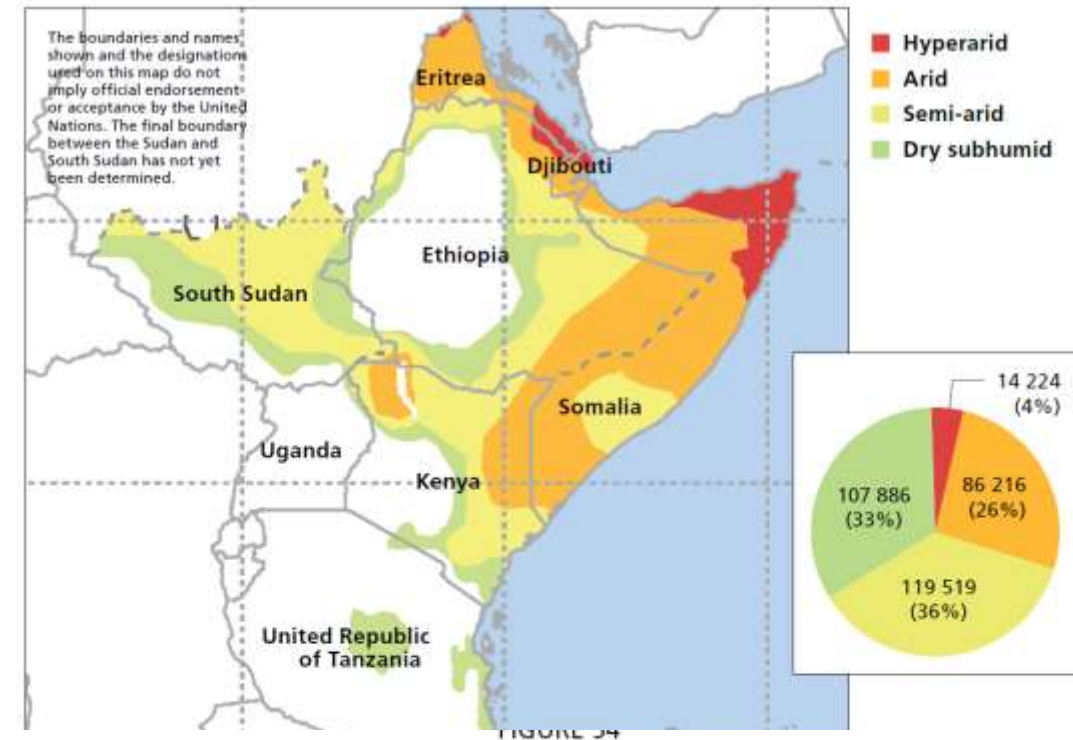 The boundaries and names
shown and the designations
used on this map do not
imply official endorsement
or acceptance by the United
Nations. The final boundary
between the Sudan and
South Sudan has not yet
been determined.
Hyperarid
Arid
Semi-arid
Dry subhumid
Eritrea
Djibouti
Ethiopia
South Sudan
Somalia
Uganda
Kenya
United Republic
of Tanzania
14 224
(4%)
86 216
(26%)
107 886
(33%)
119 519
(36%)
FIGURE 34